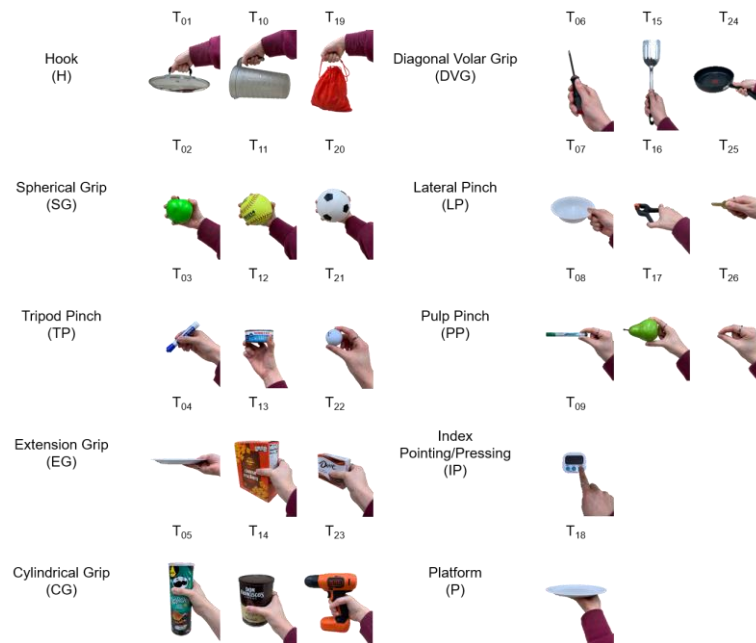 T01 T10 T19
Hook
(H)
T02 T11 T20
Spherical Grip
(SG)
T03 T12 T21
Tripod Pinch
(TP)
T04 T13 T22
Extension Grip
(EG)
T05 T14 T23
Cylindrical Grip
(CG)
T06 T15 T24
Diagonal Volar Grip
(DVG)
T07 T16 T25
Lateral Pinch
(LP)
T08 T17 T26
Pulp Pinch
(PP)
T09
Index
Pointing/Pressing
(IP)
T18
Platform
(P)
Dove